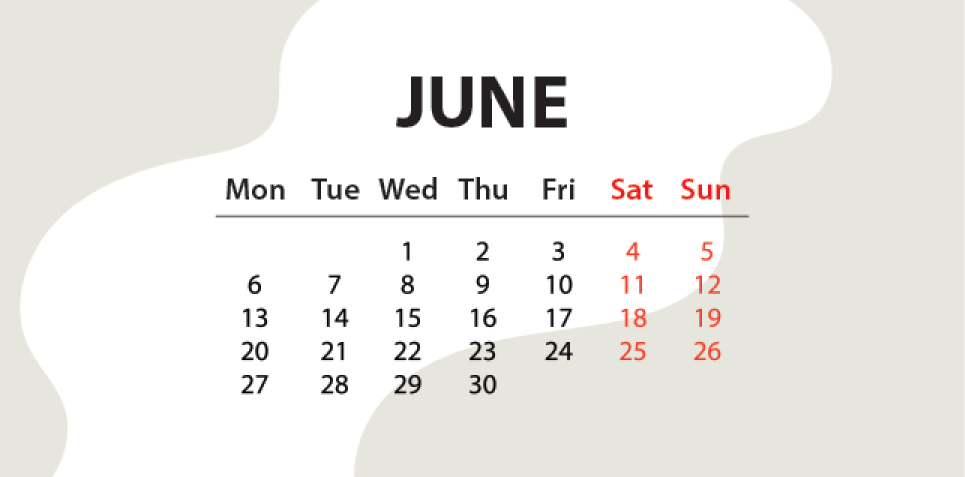 JUNE
Mon Tue Wed Thu Fri Sat Sun
1 2 3 4 5
6 7 8 9 10 11 12
13 14 15 16 17 18 19
20 21 22 23 24 25 26
27 28 29 30